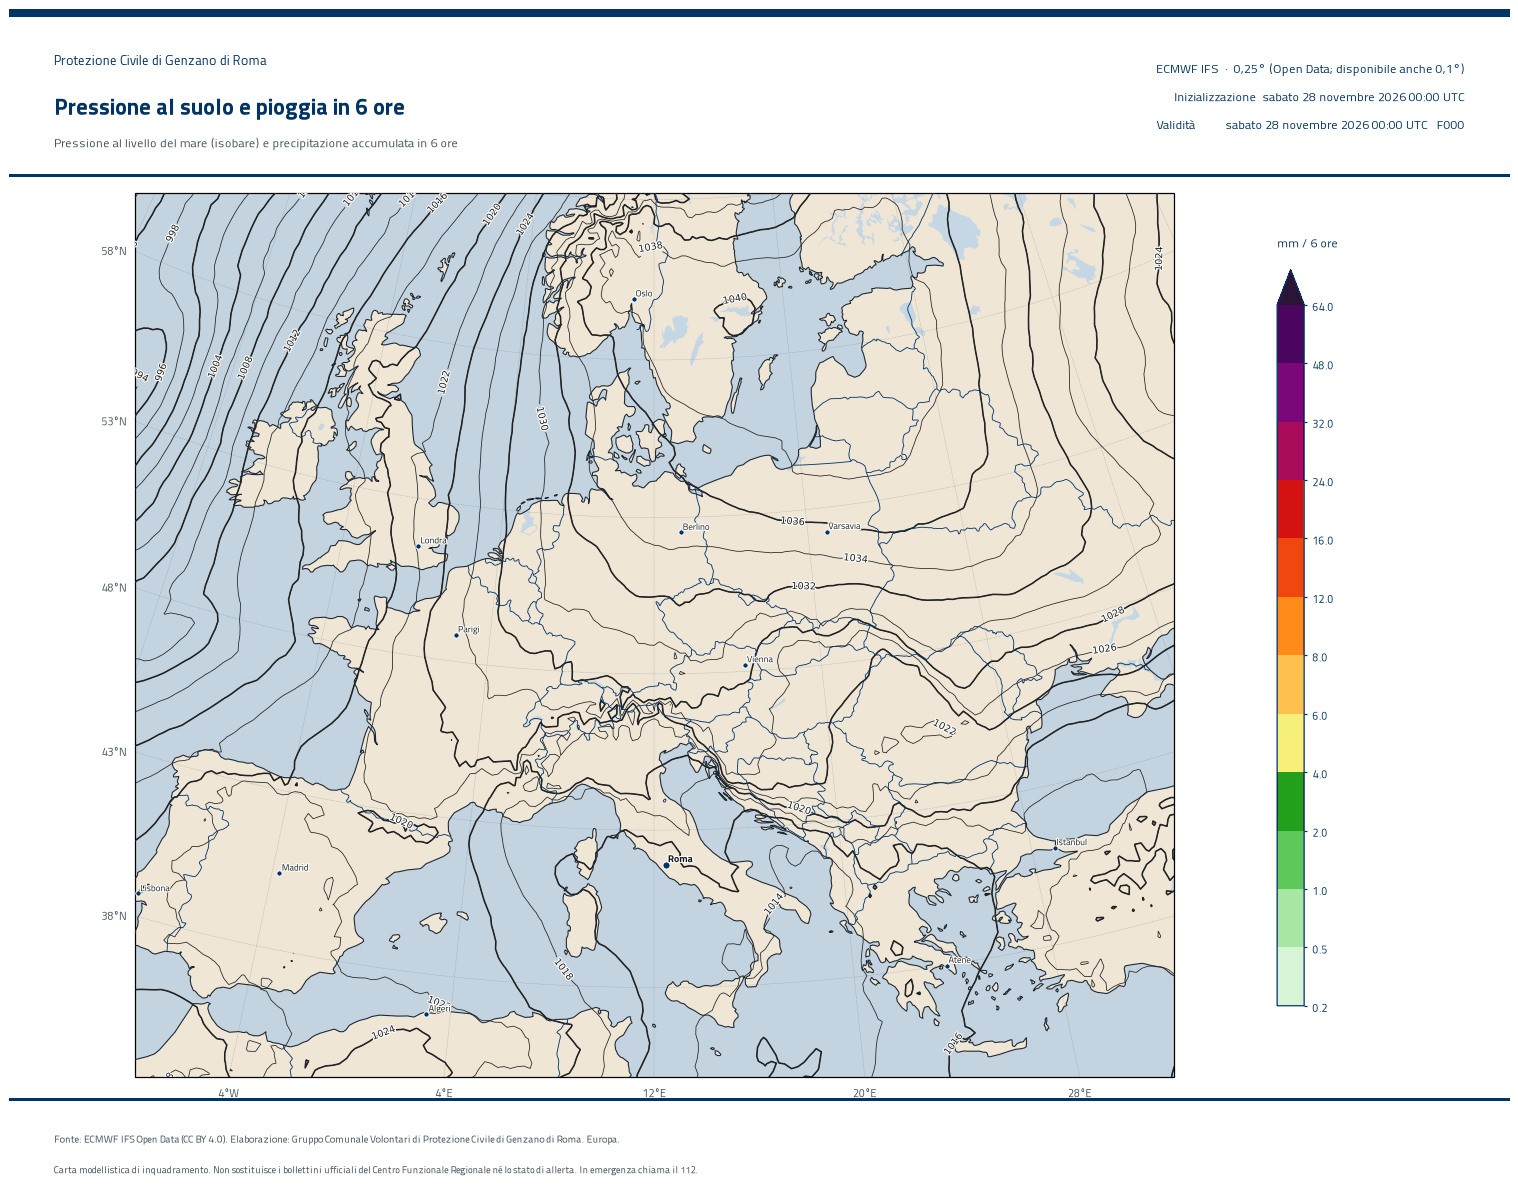 Protezione Civile di Genzano di Roma
Pressione al suolo e pioggia in 6 ore
Pressione al livello del mare (isobare) e precipitazione accumulata in 6 ore
ECMWF IFS · 0,25° (Open Data; disponibile anche 0,1°)
Inizializzazione sabato 28 novembre 2026 00:00 UTC
Validità sabato 28 novembre 2026 00:00 UTC F000
58°N
53°N
48°N
43°N
38°N
4°W
4°E
12°E
20°E
28°E
998
1016
1020
1024
1038
1024
1040
1012
1004
1008
996
1022
1030
1036
1034
1032
1028
1026
1022
1020
1020
1014
1018
1024
1016
Oslo
Berlino
Varsavia
Londra
Parigi
Vienna
Roma
Madrid
Lisbona
Istanbul
Atene
Algeri
mm / 6 ore
64.0
48.0
32.0
24.0
16.0
12.0
8.0
6.0
4.0
2.0
1.0
0.5
0.2
Fonte: ECMWF IFS Open Data (CC BY 4.0). Elaborazione: Gruppo Comunale Volontari di Protezione Civile di Genzano di Roma. Europa.
Carta modellistica di inquadramento. Non sostituisce i bollettini ufficiali del Centro Funzionale Regionale né lo stato di allerta. In emergenza chiama il 112.